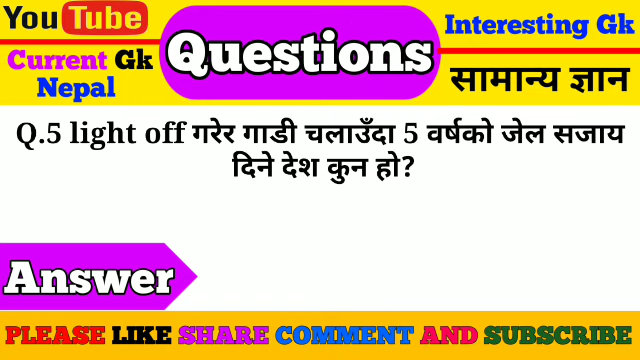 YouTube
Current Gk
Nepal
Questions
Interesting Gk
सामान्य ज्ञान
Q.5 light off गरेर गाडी चलाउँदा 5 वर्षको जेल सजाय
दिने देश कुन हो?
Answer
PLEASE LIKE SHARE COMMENT AND SUBSCRIBE